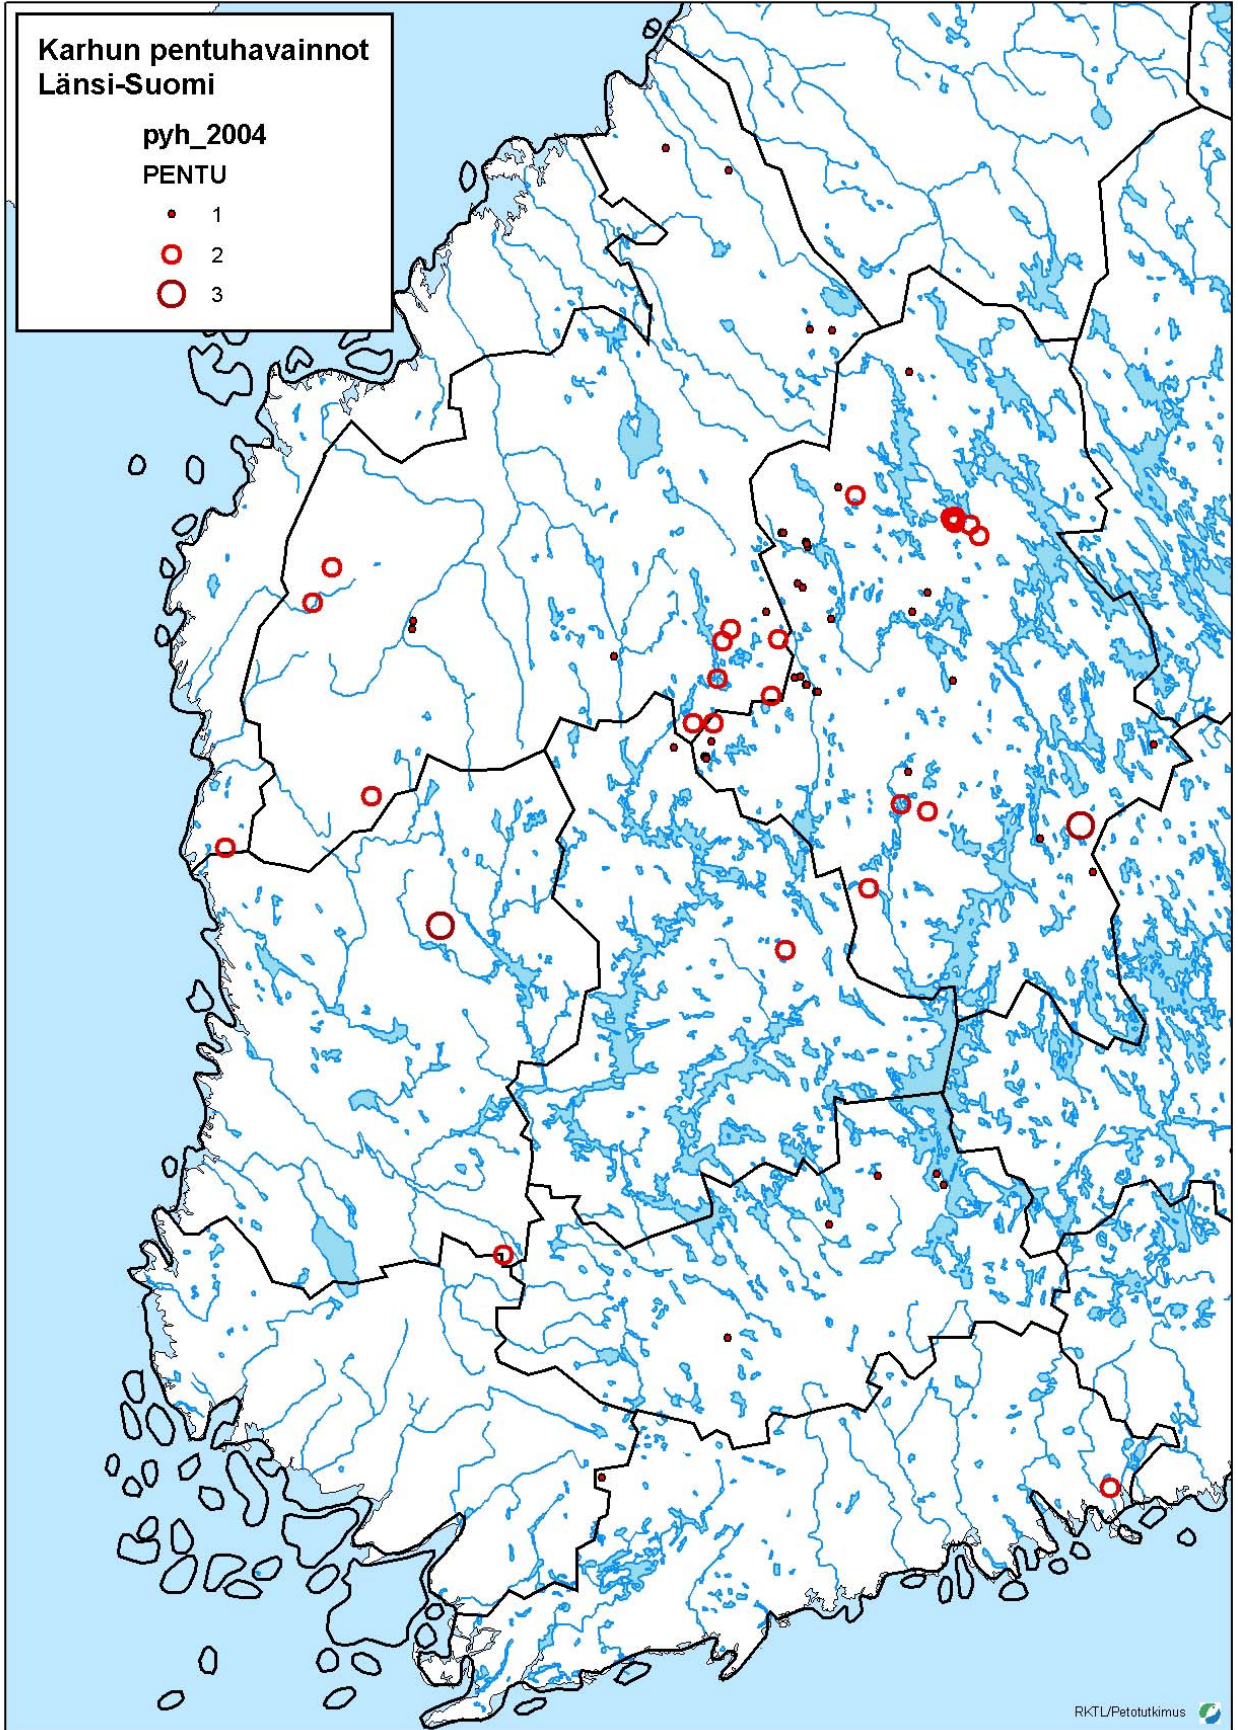 Karhun pentuhavainnot
Länsi-Suomi
pyh_2004
PENTU
1
2
3
RKTL/Petotutkimus